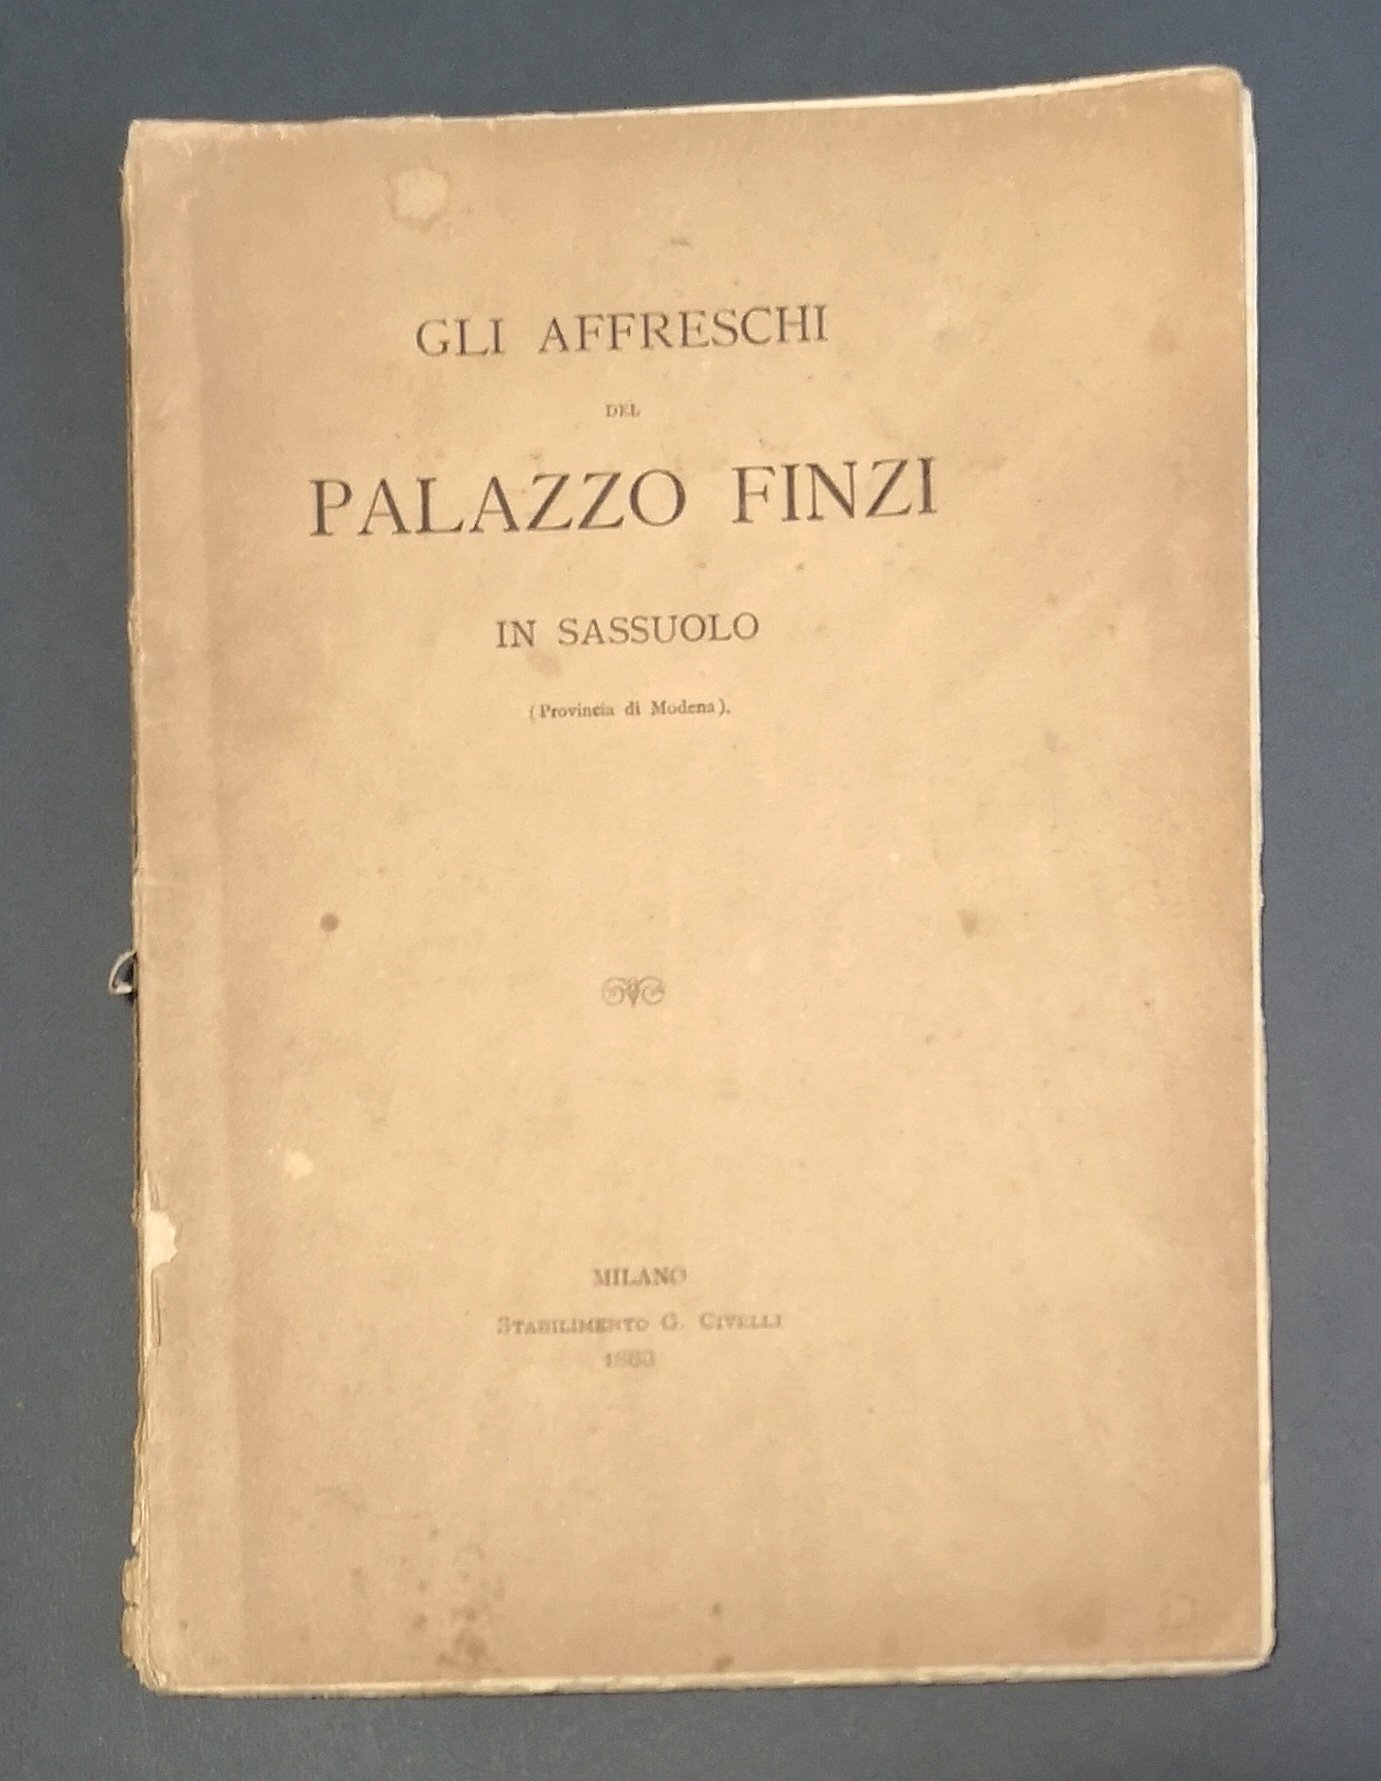 GLI AFFRESCHI
DEL
PALAZZO FINZI
IN SASSUOLO
(Provincia di Modena).
MILANO
STABILIMENTO G. CIVELLI